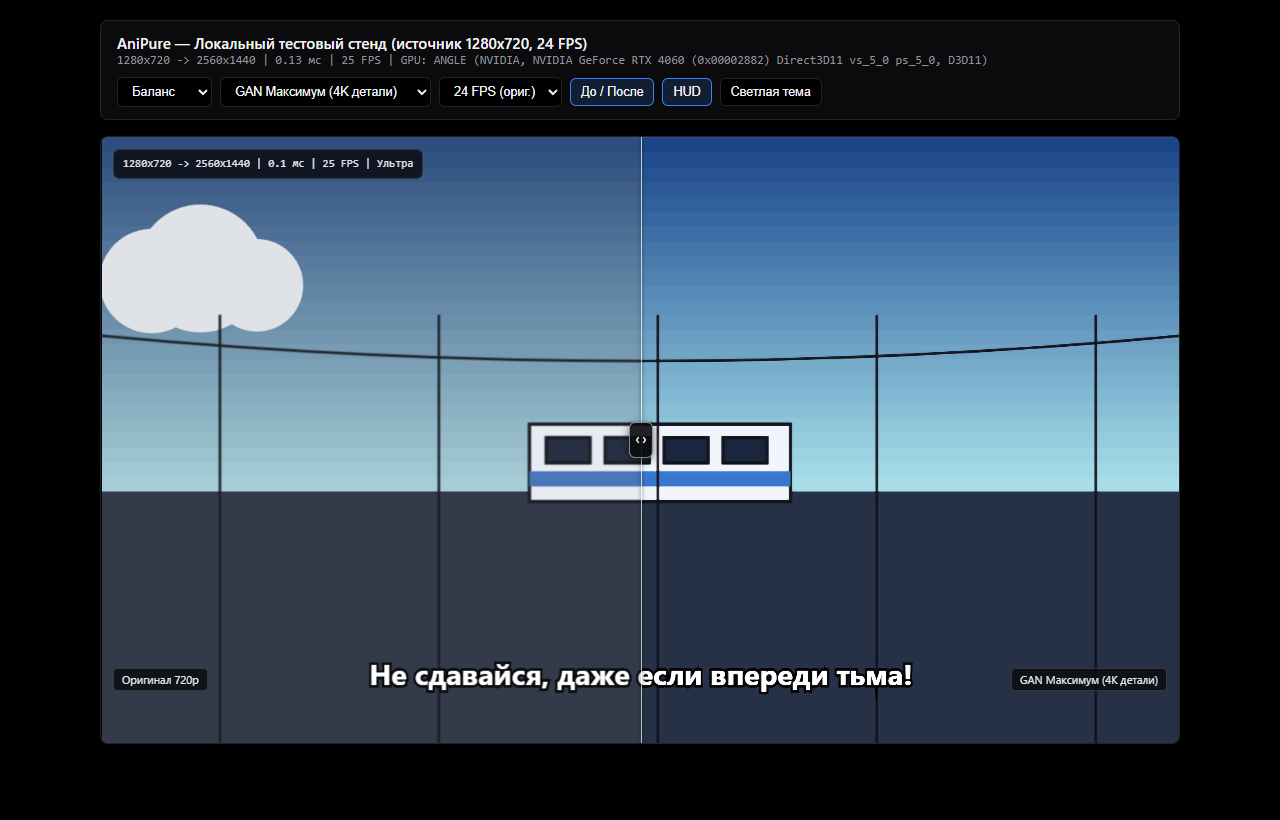 AniPure — Локальный тестовый стенд (источник 1280x720, 24 FPS)
1280x720 -> 2560x1440 | 0.13 мс | 25 FPS | GPU: ANGLE (NVIDIA, NVIDIA GeForce RTX 4060 (0x00002882) Direct3D11 vs_5_0 ps_5_0, D3D11)
Баланс GAN Максимум (4K детали) 24 FPS (ориг.) До / После HUD Светлая тема
1280x720 -> 2560x1440 | 0.1 мс | 25 FPS | Ультра
Не сдавайся, даже если впереди тьма!
Оригинал 720p GAN Максимум (4K детали)